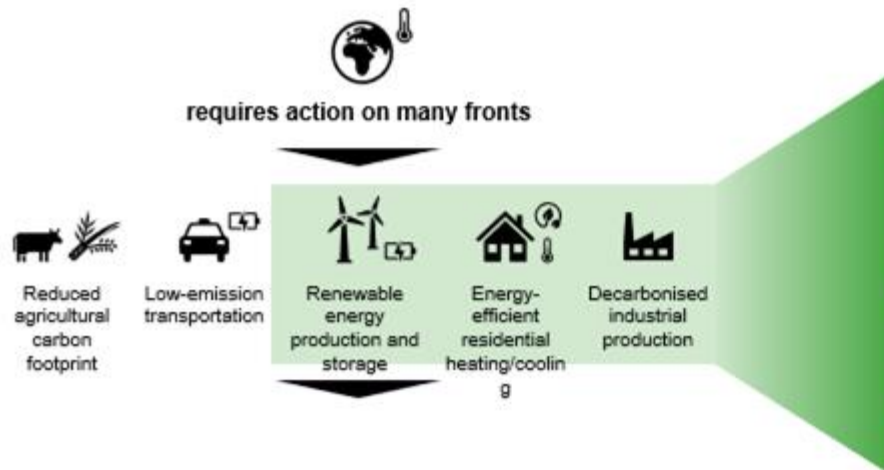 requires action on many fronts
Reduced
agricultural
carbon
footprint
Low-emission
transportation
Renewable
energy
production and
storage
Energy-
efficient
residential
heating/coolin
g
Decarbonised
industrial
production